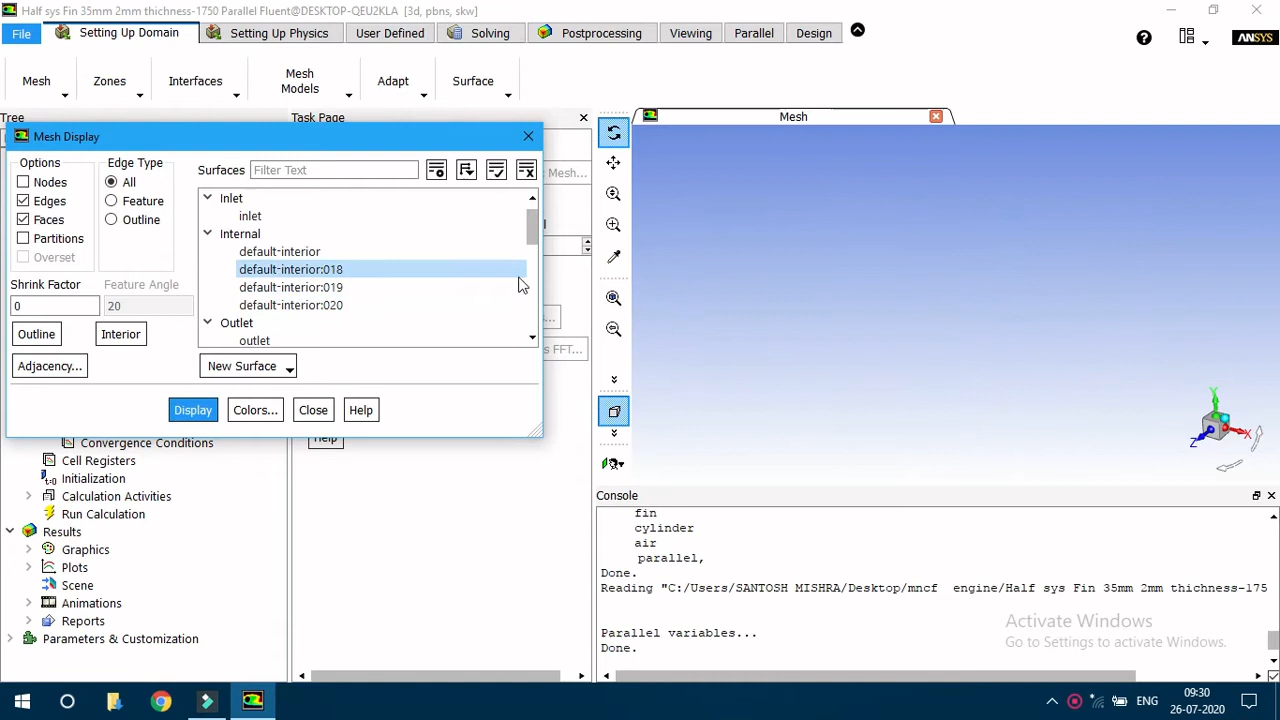 Half sys Fin 35mm 2mm thickness-1750 Parallel Fluent@DESKTOP-QEU2KLA [3d, pbns, skw]
File Setting Up Domain Setting Up Physics User Defined Solving Postprocessing Viewing Parallel Design
ANSYS
Mesh Zones Interfaces Mesh Models Adapt Surface
Tree Task Page Mesh
Mesh Display
Options Edge Type Surfaces Filter Text
Mesh...
Nodes All
Edges Feature
Faces Outline
Partitions
Overset
Inlet
inlet
Internal
default-interior
default-interior:018
default-interior:019
default-interior:020
Outlet
outlet
Shrink Factor Feature Angle
0 20
Outline Interior
FFT...
Adjacency... New Surface
Display Colors... Close Help
Help
Y
X
Z
Convergence Conditions
Cell Registers
Initialization
Calculation Activities
Run Calculation
Results
Graphics
Plots
Scene
Animations
Reports
Parameters & Customization
Console
fin
cylinder
air
parallel,
Done.
Reading "C:/Users/SANTOSH MISHRA/Desktop/mncf engine/Half sys Fin 35mm 2mm thickness-175
Parallel variables...
Done.
Activate Windows
Go to Settings to activate Windows.
ENG
09:30
26-07-2020